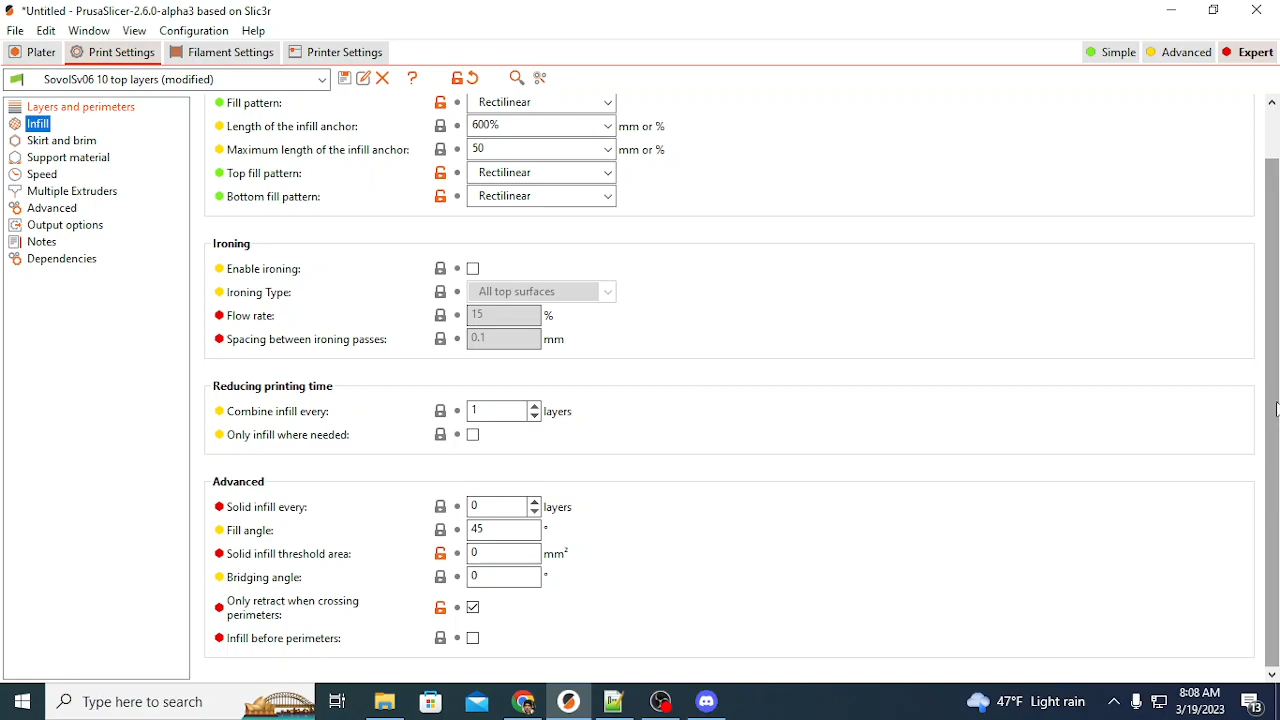 *Untitled - PrusaSlicer-2.6.0-alpha3 based on Slic3r
File Edit Window View Configuration Help
Plater Print Settings Filament Settings Printer Settings Simple Advanced Expert
SovolSv06 10 top layers (modified)
Layers and perimeters
Infill
Skirt and brim
Support material
Speed
Multiple Extruders
Advanced
Output options
Notes
Dependencies
Fill pattern: Rectilinear
Length of the infill anchor: 600% mm or %
Maximum length of the infill anchor: 50 mm or %
Top fill pattern: Rectilinear
Bottom fill pattern: Rectilinear
Ironing
Enable ironing:
Ironing Type: All top surfaces
Flow rate: 15 %
Spacing between ironing passes: 0.1 mm
Reducing printing time
Combine infill every: 1 layers
Only infill where needed:
Advanced
Solid infill every: 0 layers
Fill angle: 45 °
Solid infill threshold area: 0 mm²
Bridging angle: 0 °
Only retract when crossing
perimeters:
Infill before perimeters:
Type here to search
47°F Light rain
8:08 AM
3/19/2023
13